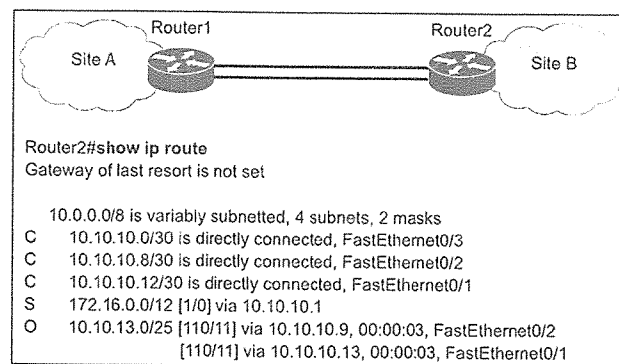 Router1
Router2
Site A
Site B
Router2#show ip route
Gateway of last resort is not set
10.0.0.0/8 is variably subnetted, 4 subnets, 2 masks
C 10.10.10.0/30 is directly connected, FastEthernet0/3
C 10.10.10.8/30 is directly connected, FastEthernet0/2
C 10.10.10.12/30 is directly connected, FastEthernet0/1
S 172.16.0.0/12 [1/0] via 10.10.10.1
O 10.10.13.0/25 [110/11] via 10.10.10.9, 00:00:03, FastEthernet0/2
[110/11] via 10.10.10.13, 00:00:03, FastEthernet0/1